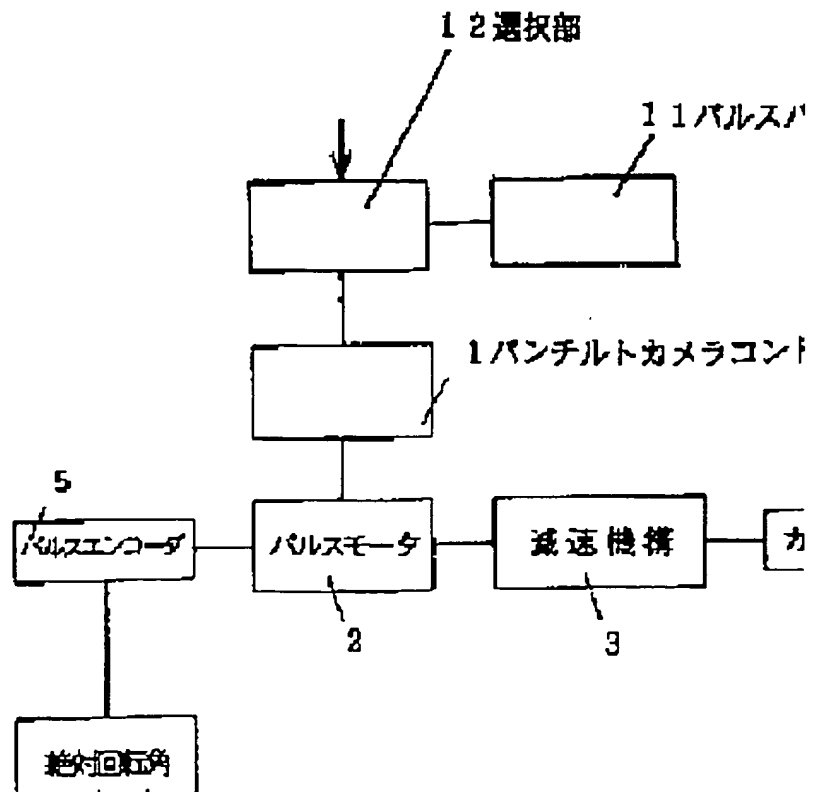 12選択部
11パルスパ
1パンチルトカメラコント
5
パルスエンコーダ
パルスモータ
減速機構
カ
2
3
絶対回転角